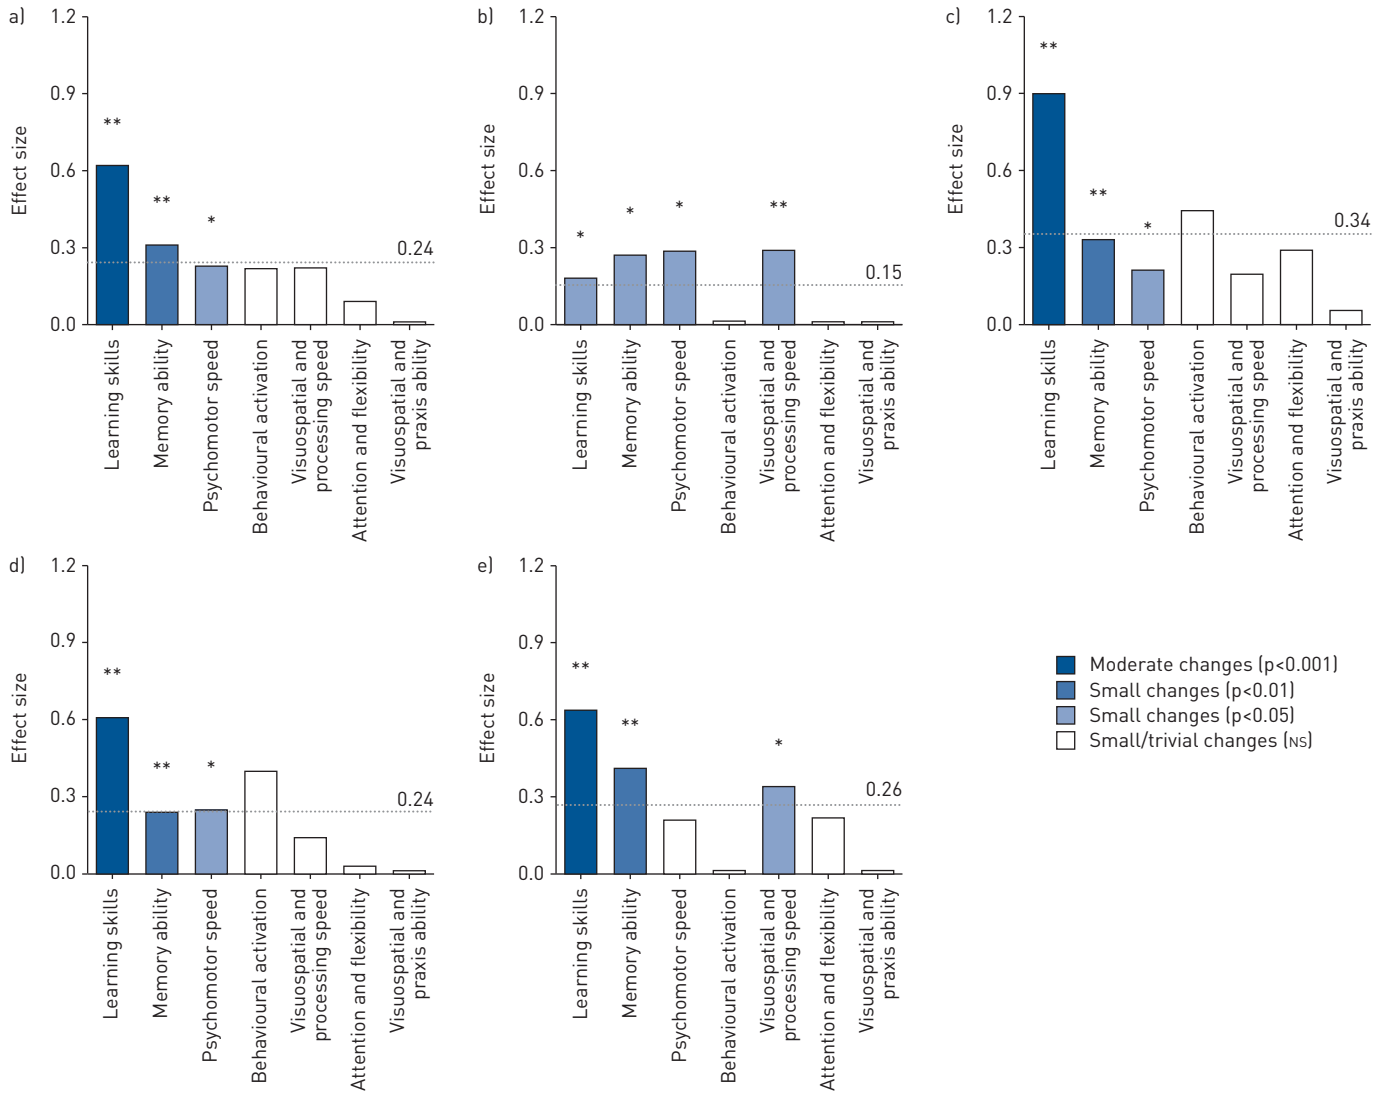 a)
1.2
0.9
0.6
0.3
0.0
Effect size
**
**
*
0.24
Learning skills
Memory ability
Psychomotor speed
Behavioural activation
Visuospatial and
processing speed
Attention and flexibility
Visuospatial and
praxis ability
b)
1.2
0.9
0.6
0.3
0.0
Effect size
*
*
*
**
0.15
Learning skills
Memory ability
Psychomotor speed
Behavioural activation
Visuospatial and
processing speed
Attention and flexibility
Visuospatial and
praxis ability
c)
1.2
0.9
0.6
0.3
0.0
Effect size
**
**
*
0.34
Learning skills
Memory ability
Psychomotor speed
Behavioural activation
Visuospatial and
processing speed
Attention and flexibility
Visuospatial and
praxis ability
d)
1.2
0.9
0.6
0.3
0.0
Effect size
**
**
*
0.24
Learning skills
Memory ability
Psychomotor speed
Behavioural activation
Visuospatial and
processing speed
Attention and flexibility
Visuospatial and
praxis ability
e)
1.2
0.9
0.6
0.3
0.0
Effect size
**
**
*
0.26
Learning skills
Memory ability
Psychomotor speed
Behavioural activation
Visuospatial and
processing speed
Attention and flexibility
Visuospatial and
praxis ability
Moderate changes (p<0.001)
Small changes (p<0.01)
Small changes (p<0.05)
Small/trivial changes (NS)